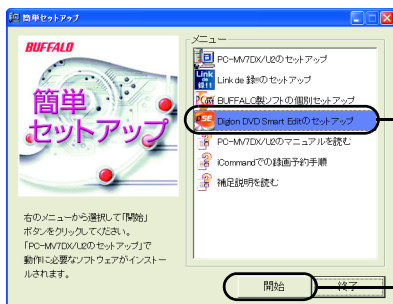 簡単セットアップ
BUFFALO
簡単
セットアップ
右のメニューから選択して「開始」
ボタンをクリックしてください。
「PC-MV7DX/U2のセットアップ」で
動作に必要なソフトウェアがインストー
ルされます。
メニュー
PC-MV7DX/U2のセットアップ
Link de 録!!のセットアップ
BUFFALO製ソフトの個別セットアップ
Digion DVD Smart Editのセットアップ
PC-MV7DX/U2のマニュアルを読む
iCommandでの録画予約手順
補足説明を読む
開始
終了